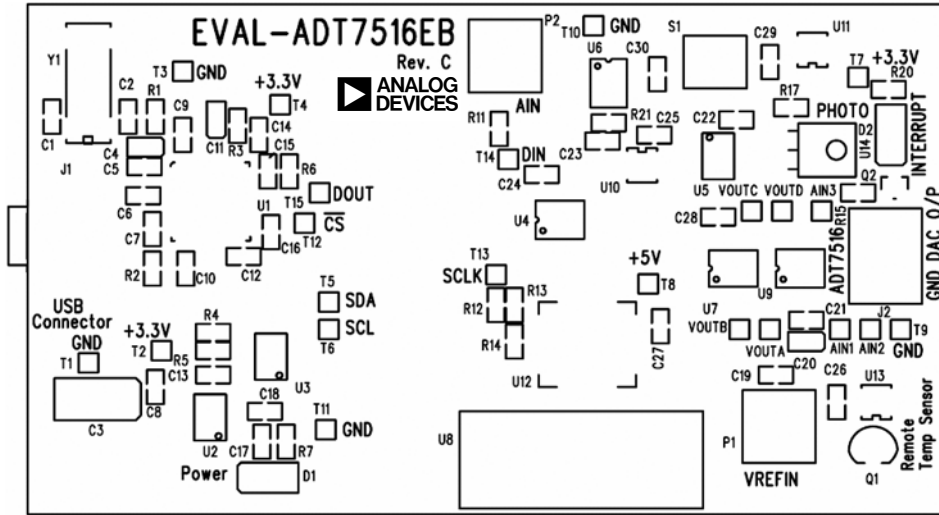 EVAL-ADT7516EB
Rev. C
ANALOG
DEVICES
P2
AIN
T10
GND
U6
C30
S1
C29
U11
T7
+3.3V
R20
Y1
C1
J1
T3
GND
C2
R1
C9
+3.3V
T4
C4
C5
C11
R3
C14
C15
R6
R11
T14
DIN
C24
C23
R21
C25
U10
C22
R17
PHOTO
D2
U14
INTERRUPT
Q2
C6
U1
T15
DOUT
CS
T12
C7
R2
C10
C12
C16
U4
U5
C28
VOUTC
VOUTD
AIN3
R15
ADT7516
GND DAC O/P
T13
SCLK
R12
R13
R14
U12
+5V
T8
C27
U7
U9
VOUTB
VOUTA
C21
C20
J2
AIN1
AIN2
T9
GND
T5
SDA
SCL
T6
USB
Connector
GND
T1
+3.3V
T2
R4
R5
C13
C3
C8
U2
U3
C18
C17
R7
T11
GND
Power
D1
U8
C19
P1
VREFIN
C26
U13
Q1
Remote
Temp Sensor